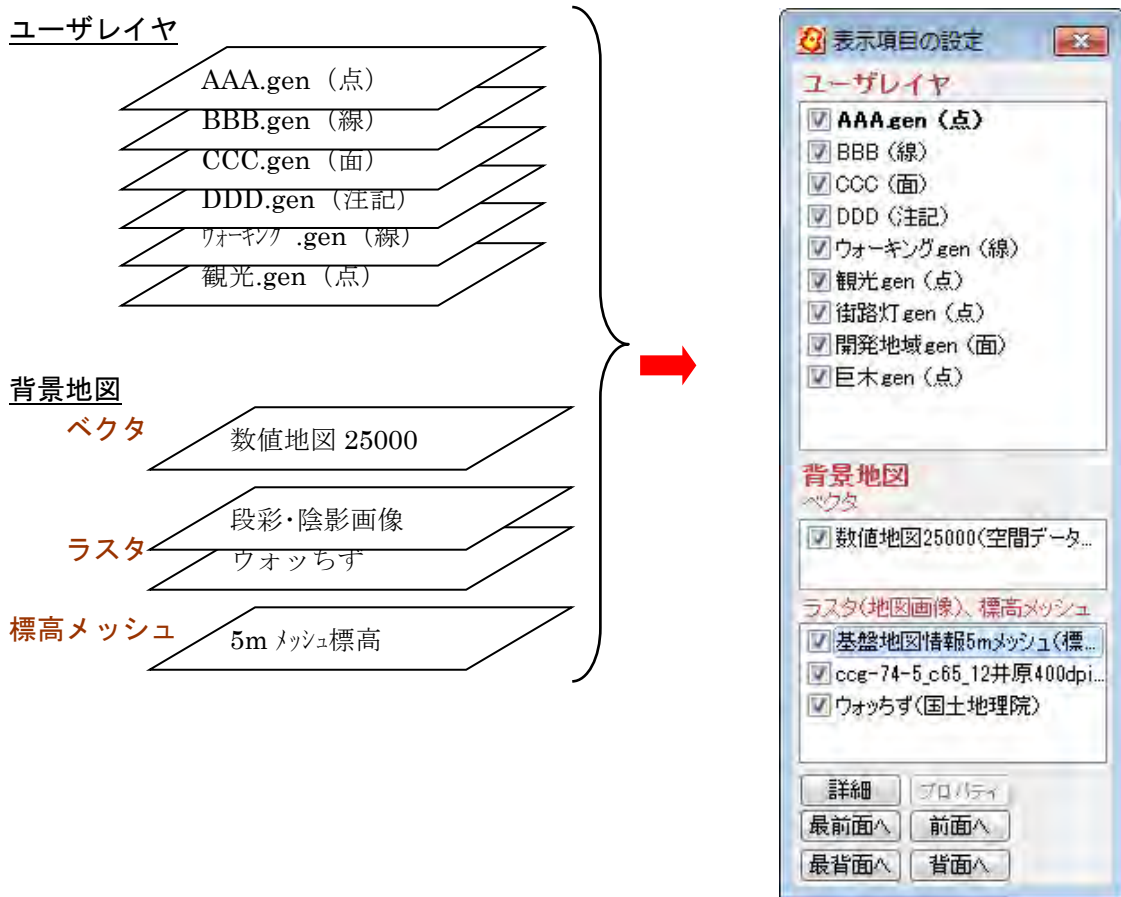 ユーザレイヤ
AAA.gen（点）
BBB.gen（線）
CCC.gen（面）
DDD.gen（注記）
ｳｫｰｷﾝｸﾞ.gen（線）
観光.gen（点）
背景地図
ベクタ
数値地図 25000
ラスタ
段彩・陰影画像
ウォッちず
標高メッシュ
5m ﾒｯｼｭ標高
表示項目の設定
ユーザレイヤ
AAA.gen（点）
BBB（線）
CCC（面）
DDD（注記）
ウォーキング.gen（線）
観光.gen（点）
街路灯.gen（点）
開発地域.gen（面）
巨木.gen（点）
背景地図
ベクタ
数値地図25000(空間データ...
ラスタ(地図画像)、標高メッシュ
基盤地図情報5mメッシュ(標...
ccg-74-5_c65_12井原400dpi...
ウォッちず(国土地理院)
詳細 プロパティ
最前面へ 前面へ
最背面へ 背面へ